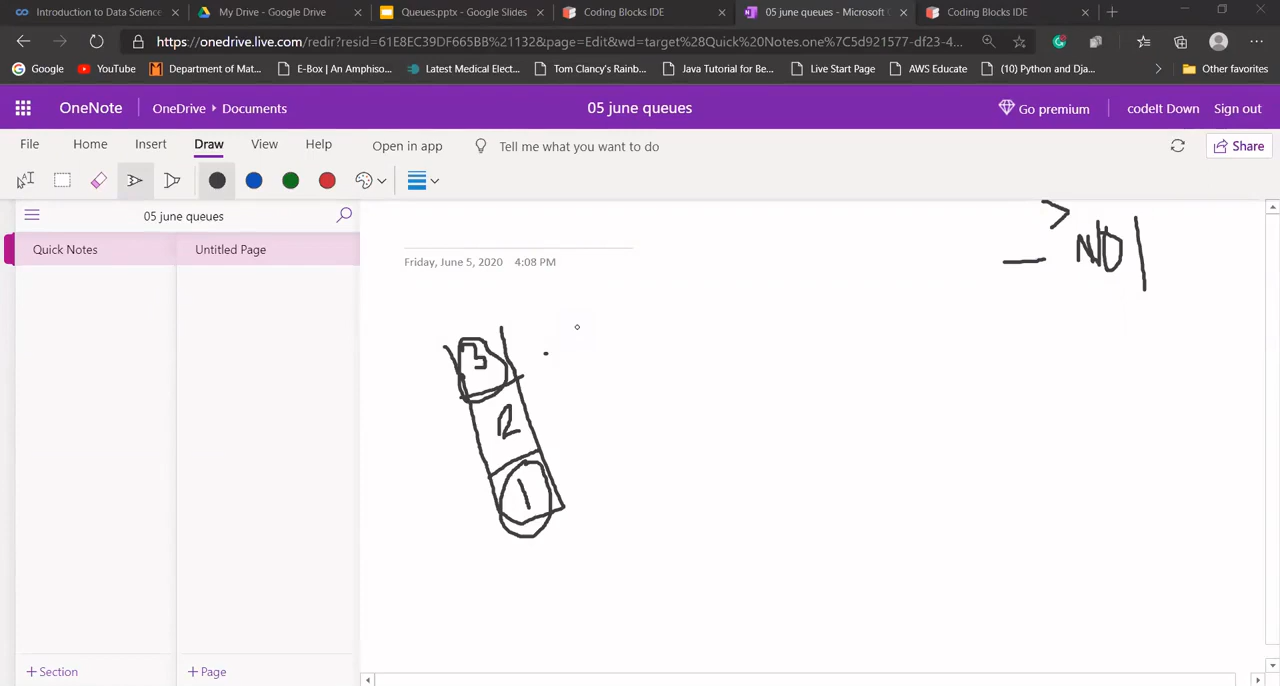 Introduction to Data Science
My Drive - Google Drive
Queues.pptx - Google Slides
Coding Blocks IDE
05 june queues - Microsoft
Coding Blocks IDE
https://onedrive.live.com/redir?resid=61E8EC39DF665BB%21132&page=Edit&wd=target%28Quick%20Notes.one%7C5d921577-df23-4...
Google
YouTube
Department of Mat...
E-Box | An Amphiso...
Latest Medical Elect...
Tom Clancy's Rainb...
Java Tutorial for Be...
Live Start Page
AWS Educate
(10) Python and Dja...
Other favorites
OneNote
OneDrive
Documents
05 june queues
Go premium
codeIt Down
Sign out
File
Home
Insert
Draw
View
Help
Open in app
Tell me what you want to do
Share
05 june queues
Quick Notes
Untitled Page
Friday, June 5, 2020 4:08 PM
3
2
1
+ Section
+ Page